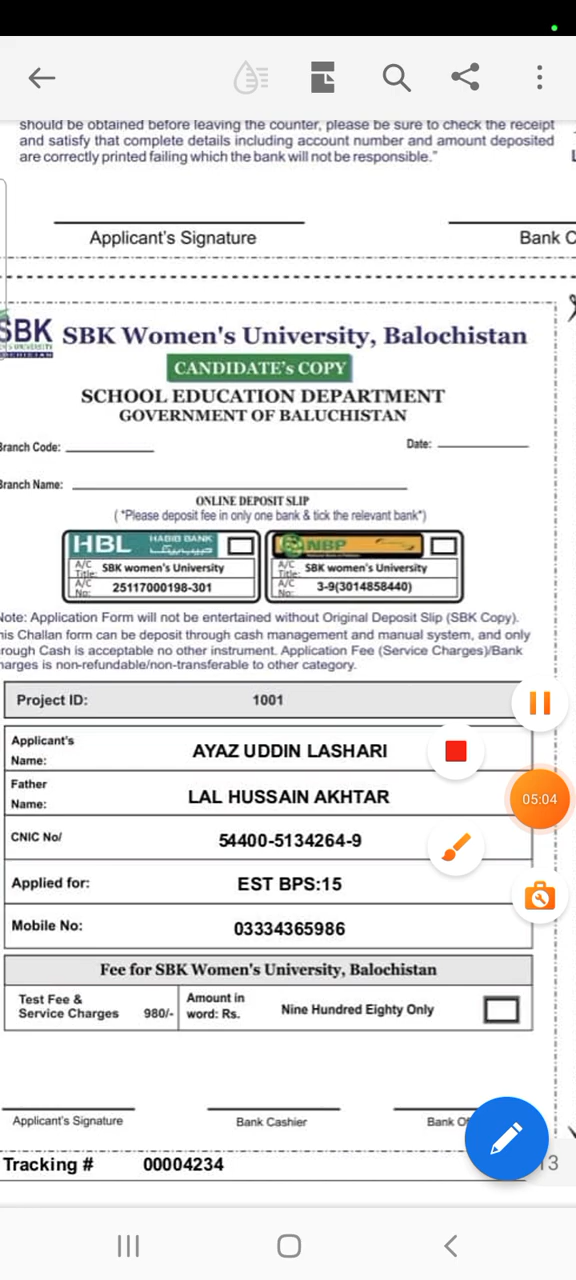 should be obtained before leaving the counter, please be sure to check the receipt
and satisfy that complete details including account number and amount deposited
are correctly printed failing which the bank will not be responsible."
Applicant's Signature
Bank C
SBK
SBK Women's University, Balochistan
CANDIDATE's COPY
SCHOOL EDUCATION DEPARTMENT
GOVERNMENT OF BALUCHISTAN
Branch Code:
Date:
Branch Name:
ONLINE DEPOSIT SLIP
( *Please deposit fee in only one bank & tick the relevant bank*)
HBL HABIB BANK
A/C Title: SBK women's University
A/C No: 25117000198-301
NBP
A/C Title: SBK women's University
A/C No: 3-9(3014858440)
Note: Application Form will not be entertained without Original Deposit Slip (SBK Copy).
his Challan form can be deposit through cash management and manual system, and only
rough Cash is acceptable no other instrument. Application Fee (Service Charges)/Bank
harges is non-refundable/non-transferable to other category.
Project ID: 1001
Applicant's Name: AYAZ UDDIN LASHARI
Father Name: LAL HUSSAIN AKHTAR
CNIC No/ 54400-5134264-9
Applied for: EST BPS:15
Mobile No: 03334365986
Fee for SBK Women's University, Balochistan
Test Fee & Service Charges 980/- Amount in word: Rs. Nine Hundred Eighty Only
Applicant's Signature
Bank Cashier
Bank Of
Tracking # 00004234
13
05:04